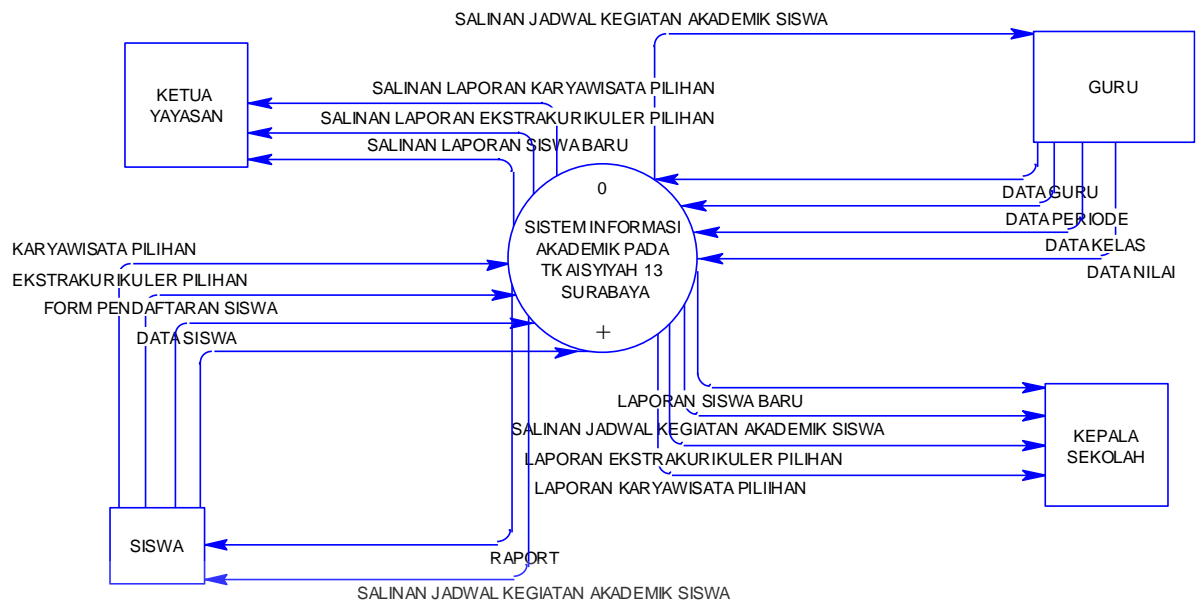 SALINAN JADWAL KEGIATAN AKADEMIK SISWA
KETUA
YAYASAN
SALINAN LAPORAN KARYAWISATA PILIHAN
SALINAN LAPORAN EKSTRAKURIKULER PILIHAN
SALINAN LAPORAN SISWA BARU
GURU
DATA GURU
DATA PERIODE
DATA KELAS
DATA NILAI
0
SISTEM INFORMASI
AKADEMIK PADA
TK AISYIYAH 13
SURABAYA
+
KARYAWISATA PILIHAN
EKSTRAKURIKULER PILIHAN
FORM PENDAFTARAN SISWA
DATA SISWA
LAPORAN SISWA BARU
SALINAN JADWAL KEGIATAN AKADEMIK SISWA
LAPORAN EKSTRAKURIKULER PILIHAN
LAPORAN KARYAWISATA PILIIHAN
KEPALA
SEKOLAH
SISWA
RAPORT
SALINAN JADWAL KEGIATAN AKADEMIK SISWA